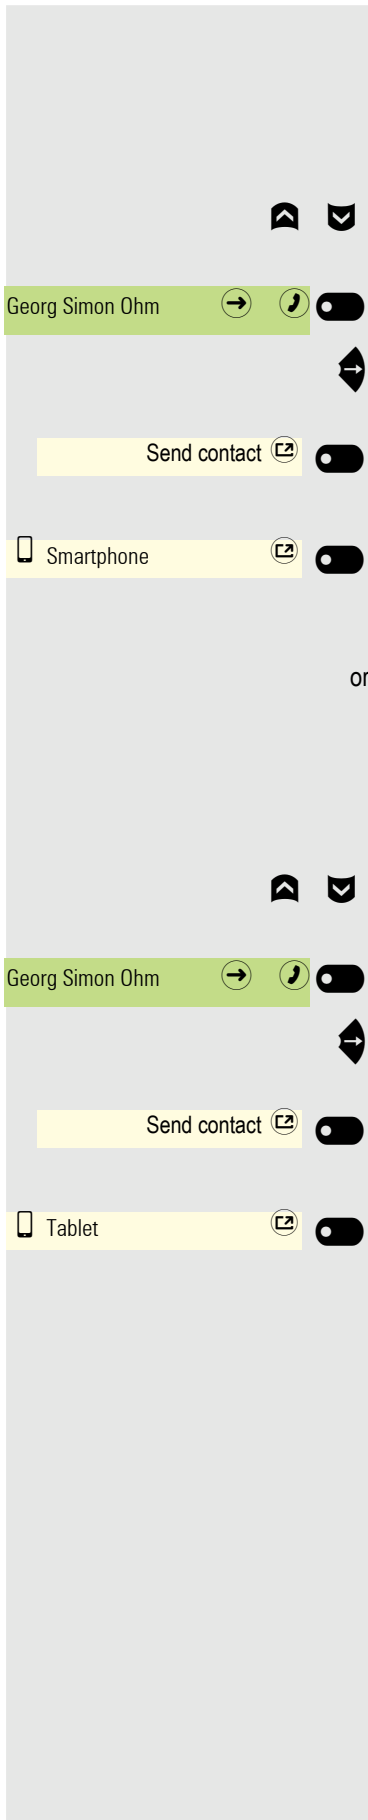 Georg Simon Ohm
Send contact
Smartphone
or
Georg Simon Ohm
Send contact
Tablet